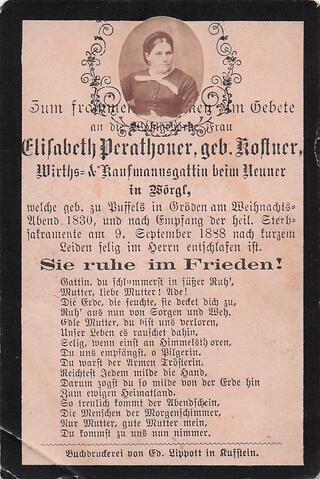 Zum frommen Gebete
an die Frau
Elisabeth Perathoner, geb. Kostner,
Wirths- & Kaufmannsgattin beim Neuner
in Wörgl,
welche geb. zu Puffels in Gröden am Weihnachts-
Abend 1830, und nach Empfang der heil. Sterb-
sakramente am 9. September 1888 nach kurzem
Leiden selig im Herrn entschlafen ist.
Sie ruhe im Frieden!
Gattin, du schlummerst in süßer Ruh',
Mutter, liebe Mutter! Ade!
Die Erde, die feuchte, sie decket dich zu,
Ruh' aus nun von Sorgen und Weh.
Edle Mutter, du bist uns verloren,
Unser Leben es rauschet dahin,
Selig, wenn einst an Himmelsthoren
Du uns empfängst, o Pilgerin.
Du warst der Armen Trösterin,
Reichtest Jedem milde die Hand,
Darum zogst du so milde von der Erde hin
Zum ewigen Heimatland.
So treulich kommt der Abendschein,
Die Menschen der Morgenschimmer,
Nur Mutter, gute Mutter mein,
Du kommst zu uns nun nimmer.
Buchdruckerei von Ed. Lippott in Kufstein.